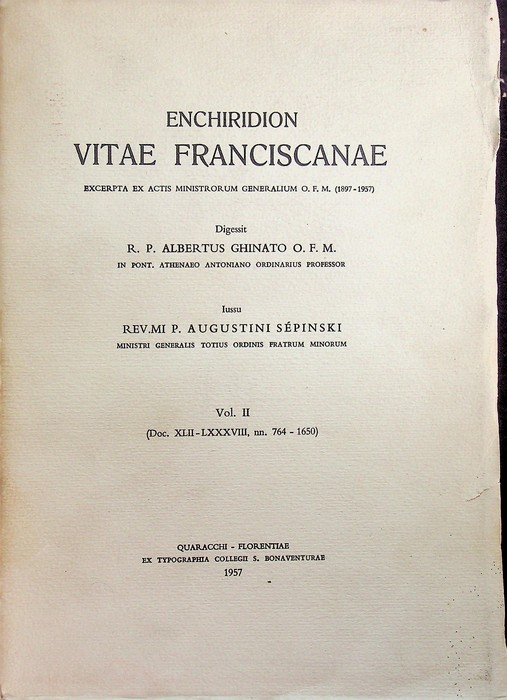 ENCHIRIDION
VITAE FRANCISCANAE
EXCERPTA EX ACTIS MINISTRORUM GENERALIUM O. F. M. (1897-1957)
Digessit
R. P. ALBERTUS GHINATO O. F. M.
IN PONT. ATHENAEO ANTONIANO ORDINARIUS PROFESSOR
Iussu
REV.MI P. AUGUSTINI SÉPINSKI
MINISTRI GENERALIS TOTIUS ORDINIS FRATRUM MINORUM
Vol. II
(Doc. XLII-LXXXVIII, nn. 764 - 1650)
QUARACCHI - FLORENTIAE
EX TYPOGRAPHIA COLLEGII S. BONAVENTURAE
1957